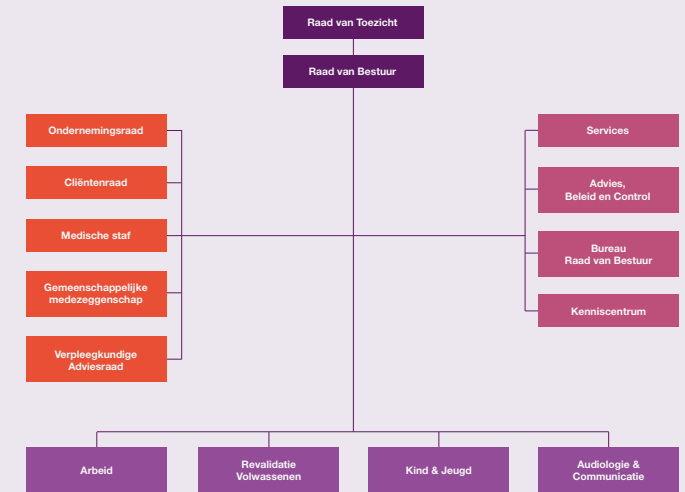 Raad van Toezicht
Raad van Bestuur
Ondernemingsraad
Cliëntenraad
Medische staf
Gemeenschappelijke
medezeggenschap
Verpleegkundige
Adviesraad
Services
Advies,
Beleid en Control
Bureau
Raad van Bestuur
Kenniscentrum
Arbeid
Revalidatie
Volwassenen
Kind & Jeugd
Audiologie &
Communicatie